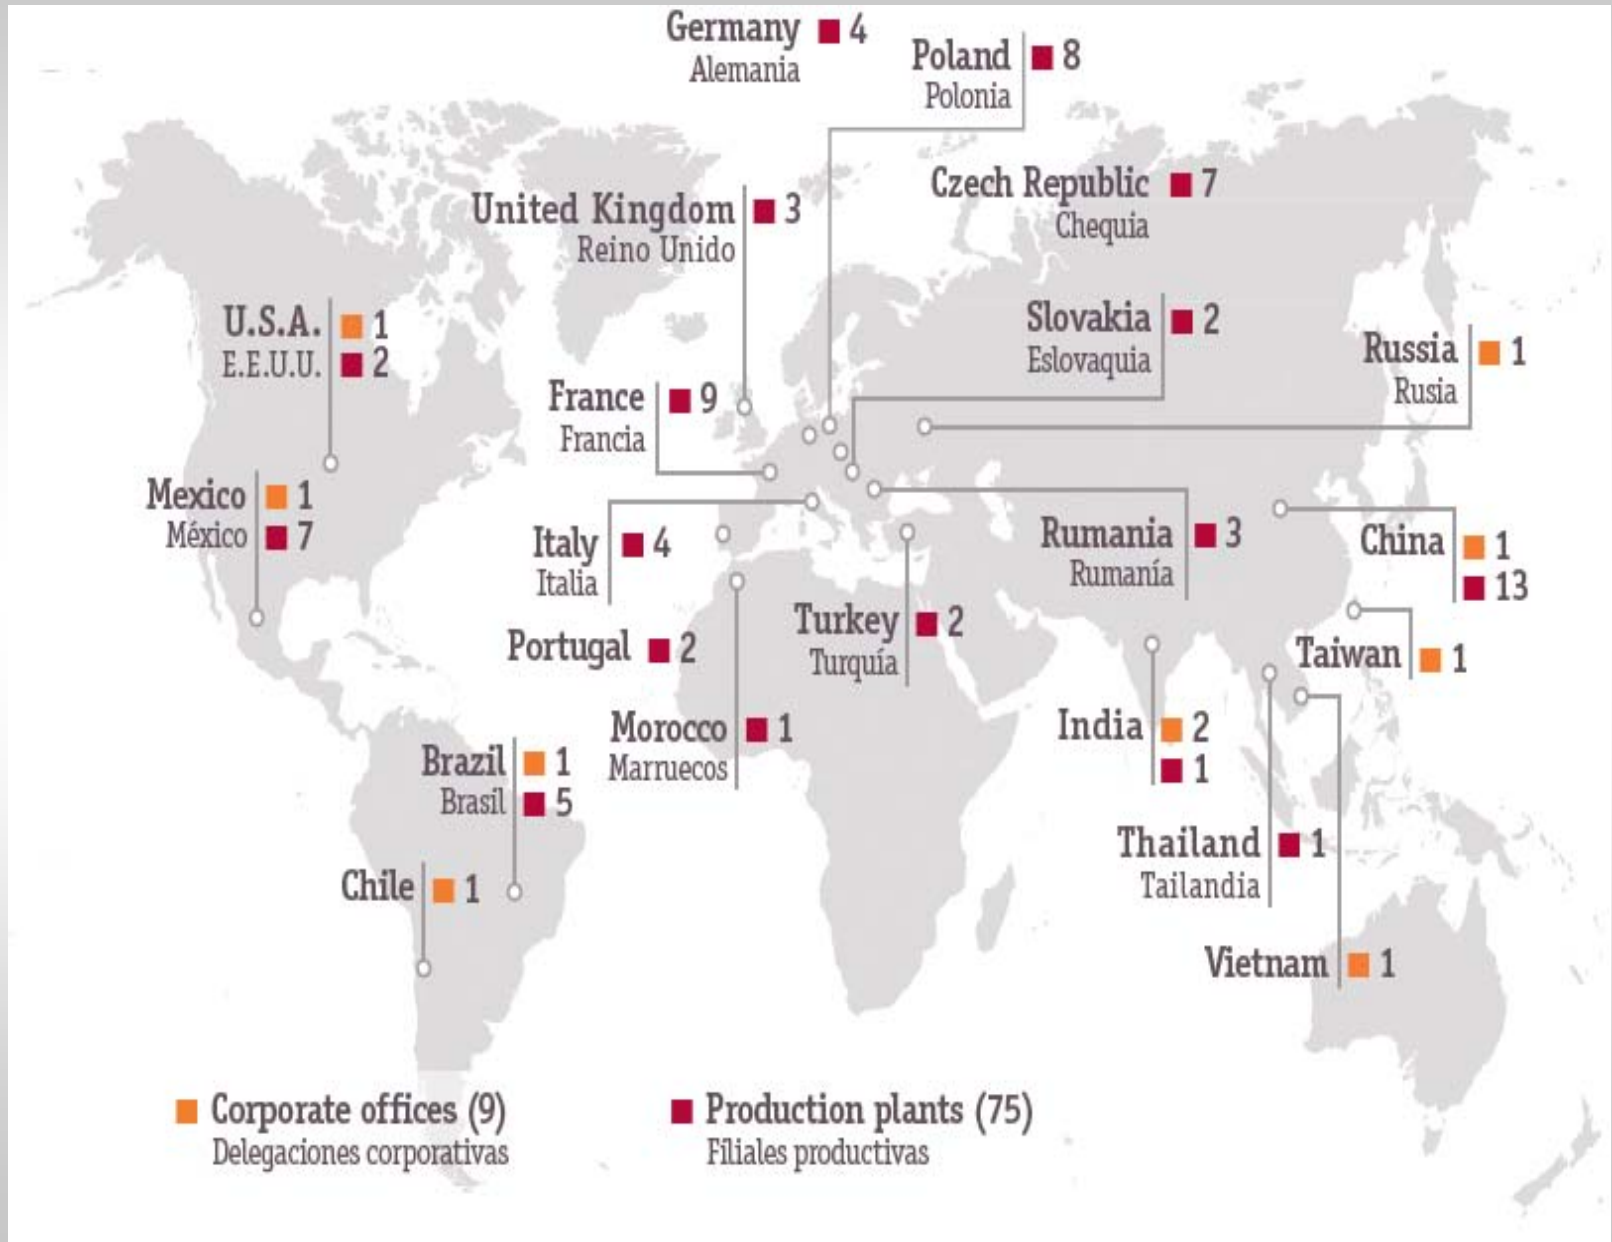 Germany 4
Alemania
Poland 8
Polonia
Czech Republic 7
Chequia
United Kingdom 3
Reino Unido
U.S.A. 1
E.E.U.U. 2
Slovakia 2
Eslovaquia
Russia 1
Rusia
France 9
Francia
Mexico 1
México 7
Italy 4
Italia
Rumania 3
Rumanía
China 1
13
Portugal 2
Turkey 2
Turquía
Taiwan 1
Morocco 1
Marruecos
India 2
1
Brazil 1
Brasil 5
Thailand 1
Tailandia
Chile 1
Vietnam 1
Corporate offices (9)
Delegaciones corporativas
Production plants (75)
Filiales productivas